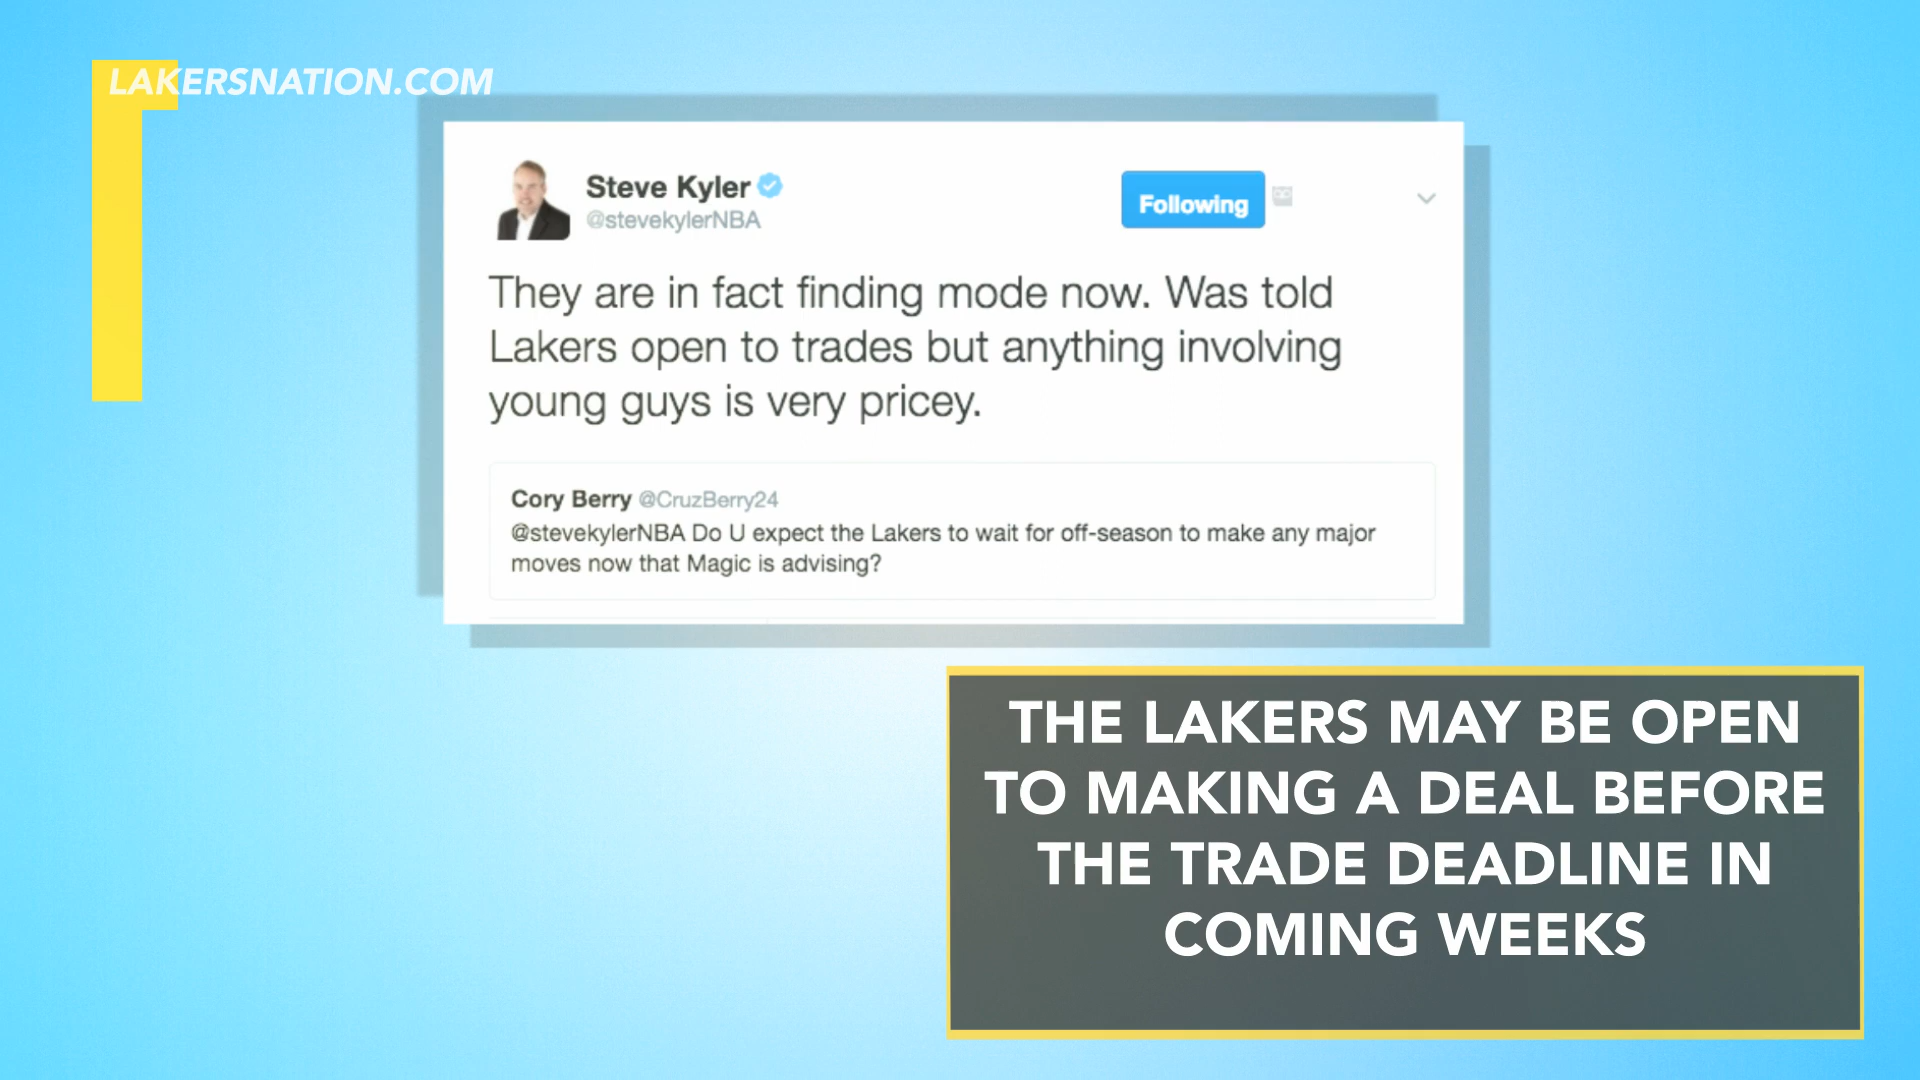 LAKERSNATION.COM
Steve Kyler
@stevekylerNBA
Following
They are in fact finding mode now. Was told
Lakers open to trades but anything involving
young guys is very pricey.
Cory Berry @CruzBerry24
@stevekylerNBA Do U expect the Lakers to wait for off-season to make any major
moves now that Magic is advising?
THE LAKERS MAY BE OPEN
TO MAKING A DEAL BEFORE
THE TRADE DEADLINE IN
COMING WEEKS